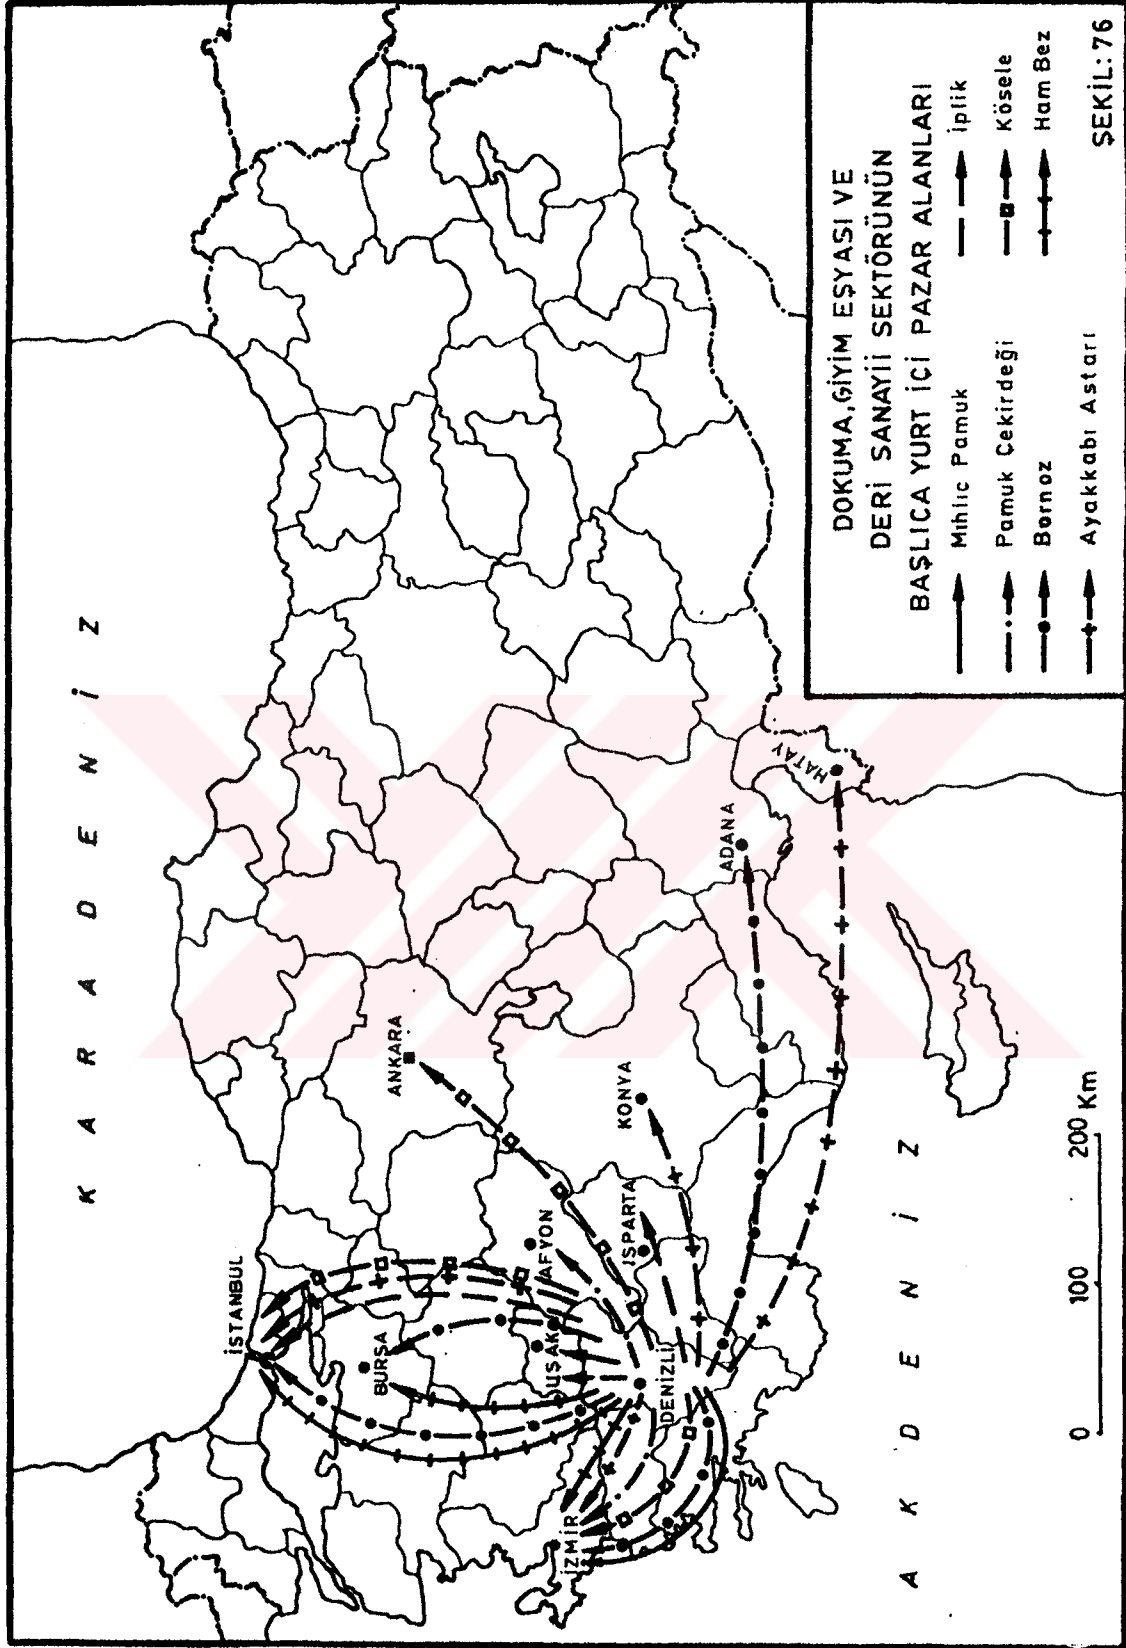 K A R A D E N İ Z
İSTANBUL
BURSA
ANKARA
UŞAK
AFYON
İZMİR
DENİZLİ
ISPARTA
KONYA
ADANA
HATAY
A K D E N İ Z
0 100 200 Km
DOKUMA,GİYİM EŞYASI VE
DERİ SANAYİİ SEKTÖRÜNÜN
BAŞLICA YURT İÇİ PAZAR ALANLARI
Mıhlıc Pamuk
İplik
Pamuk Çekirdeği
Kösele
Bornoz
Ham Bez
Ayakkabı Astarı
ŞEKİL:76